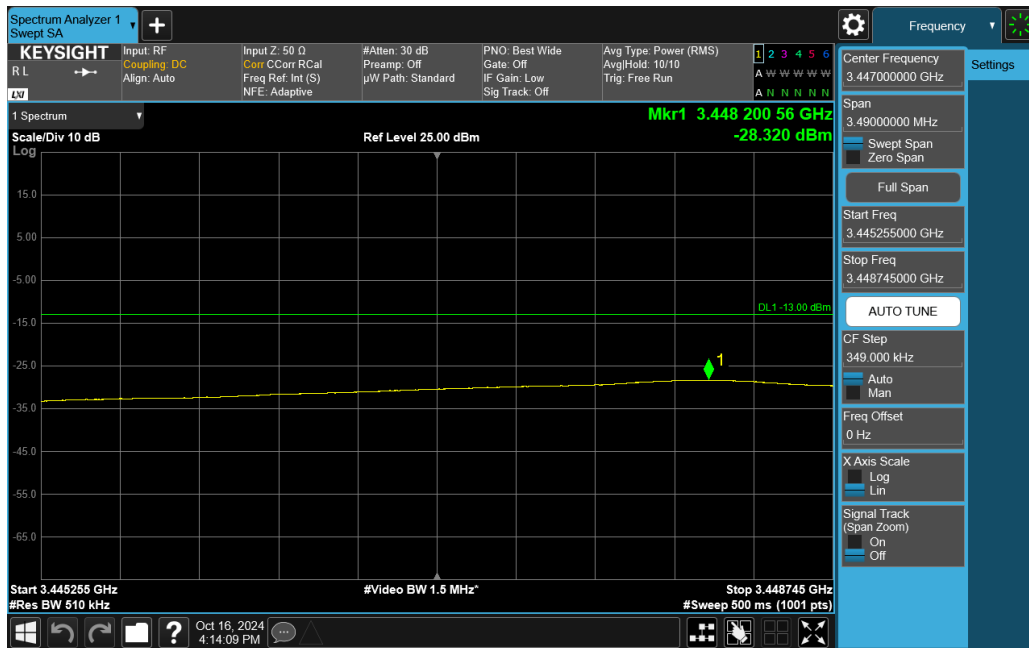 Spectrum Analyzer 1
Swept SA
Frequency
KEYSIGHT
R L
LXI
Input: RF
Coupling: DC
Align: Auto
Input Z: 50 Ω
Corr CCorr RCal
Freq Ref: Int (S)
NFE: Adaptive
#Atten: 30 dB
Preamp: Off
µW Path: Standard
PNO: Best Wide
Gate: Off
IF Gain: Low
Sig Track: Off
Avg Type: Power (RMS)
Avg|Hold: 10/10
Trig: Free Run
1 2 3 4 5 6
A W W W W W
A N N N N N
1 Spectrum
Scale/Div 10 dB
Ref Level 25.00 dBm
Mkr1 3.448 200 56 GHz
-28.320 dBm
Log
15.0
5.00
-5.00
-15.0
-25.0
-35.0
-45.0
-55.0
-65.0
DL1 -13.00 dBm
1
Start 3.445255 GHz
#Res BW 510 kHz
#Video BW 1.5 MHz*
Stop 3.448745 GHz
#Sweep 500 ms (1001 pts)
Center Frequency
3.447000000 GHz
Span
3.49000000 MHz
Swept Span
Zero Span
Full Span
Start Freq
3.445255000 GHz
Stop Freq
3.448745000 GHz
AUTO TUNE
CF Step
349.000 kHz
Auto
Man
Freq Offset
0 Hz
X Axis Scale
Log
Lin
Signal Track
(Span Zoom)
On
Off
Settings
?
Oct 16, 2024
4:14:09 PM